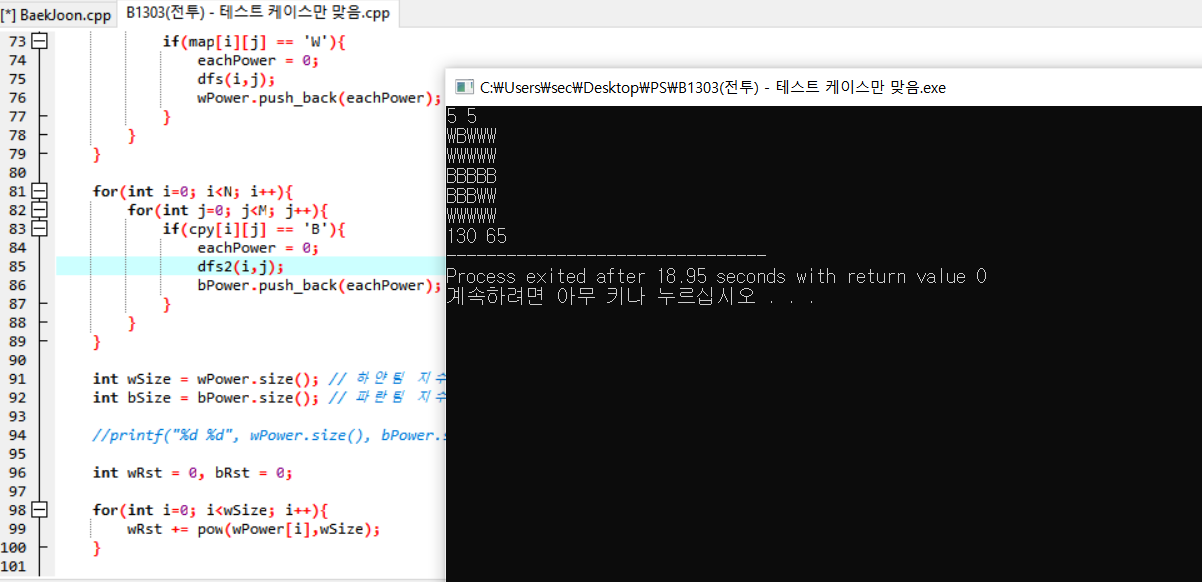 [*] BaekJoon.cpp B1303(전투) - 테스트 케이스만 맞음.cpp
73 if(map[i][j] == 'W'){
74 eachPower = 0;
75 dfs(i,j);
76 wPower.push_back(eachPower);
77 }
78 }
79 }
80
81 for(int i=0; i<N; i++){
82 for(int j=0; j<M; j++){
83 if(cpy[i][j] == 'B'){
84 eachPower = 0;
85 dfs2(i,j);
86 bPower.push_back(eachPower);
87 }
88 }
89 }
90
91 int wSize = wPower.size(); // 하얀팀 지수
92 int bSize = bPower.size(); // 파란팀 지수
93
94 //printf("%d %d", wPower.size(), bPower.s
95
96 int wRst = 0, bRst = 0;
97
98 for(int i=0; i<wSize; i++){
99 wRst += pow(wPower[i],wSize);
100 }
101
C:₩Users₩sec₩Desktop₩PS₩B1303(전투) - 테스트 케이스만 맞음.exe
5 5
WBWWW
WWWWW
BBBBB
BBBWW
WWWWW
130 65
--------------------------------
Process exited after 18.95 seconds with return value 0
계속하려면 아무 키나 누르십시오 . . .